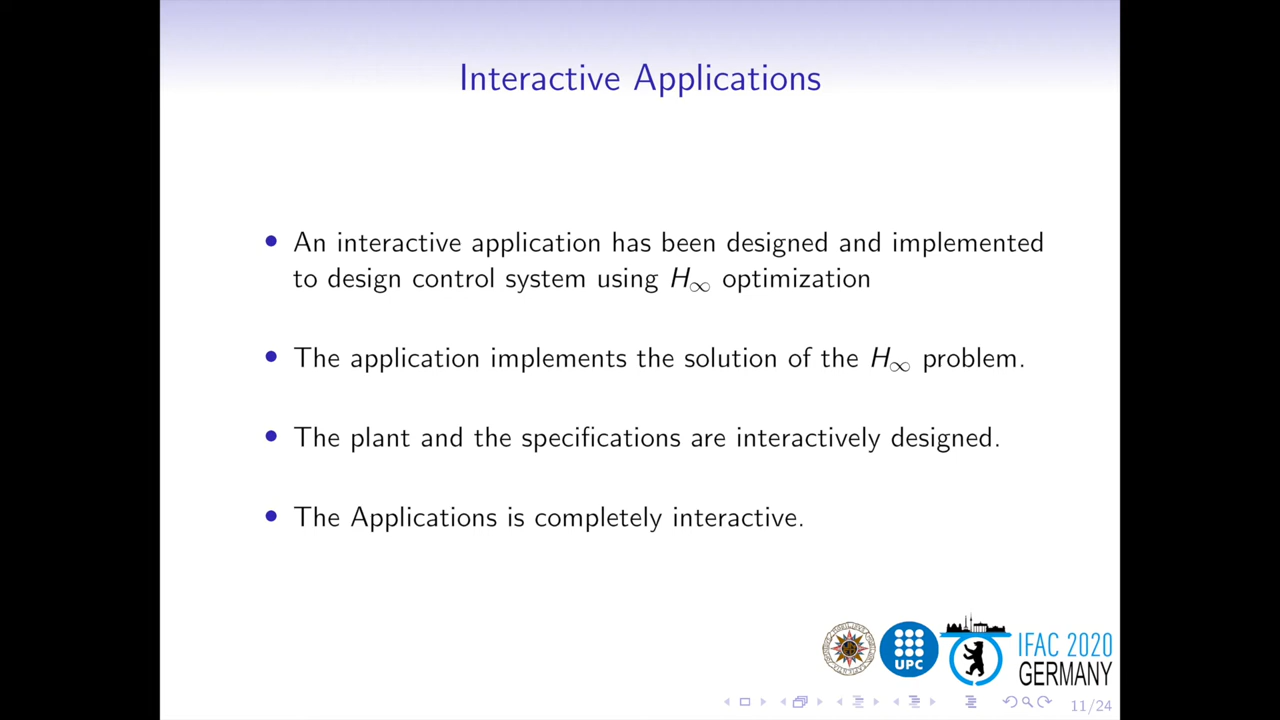 Interactive Applications
• An interactive application has been designed and implemented
to design control system using H∞ optimization
• The application implements the solution of the H∞ problem.
• The plant and the specifications are interactively designed.
• The Applications is completely interactive.
UPC
IFAC 2020
GERMANY
11/24